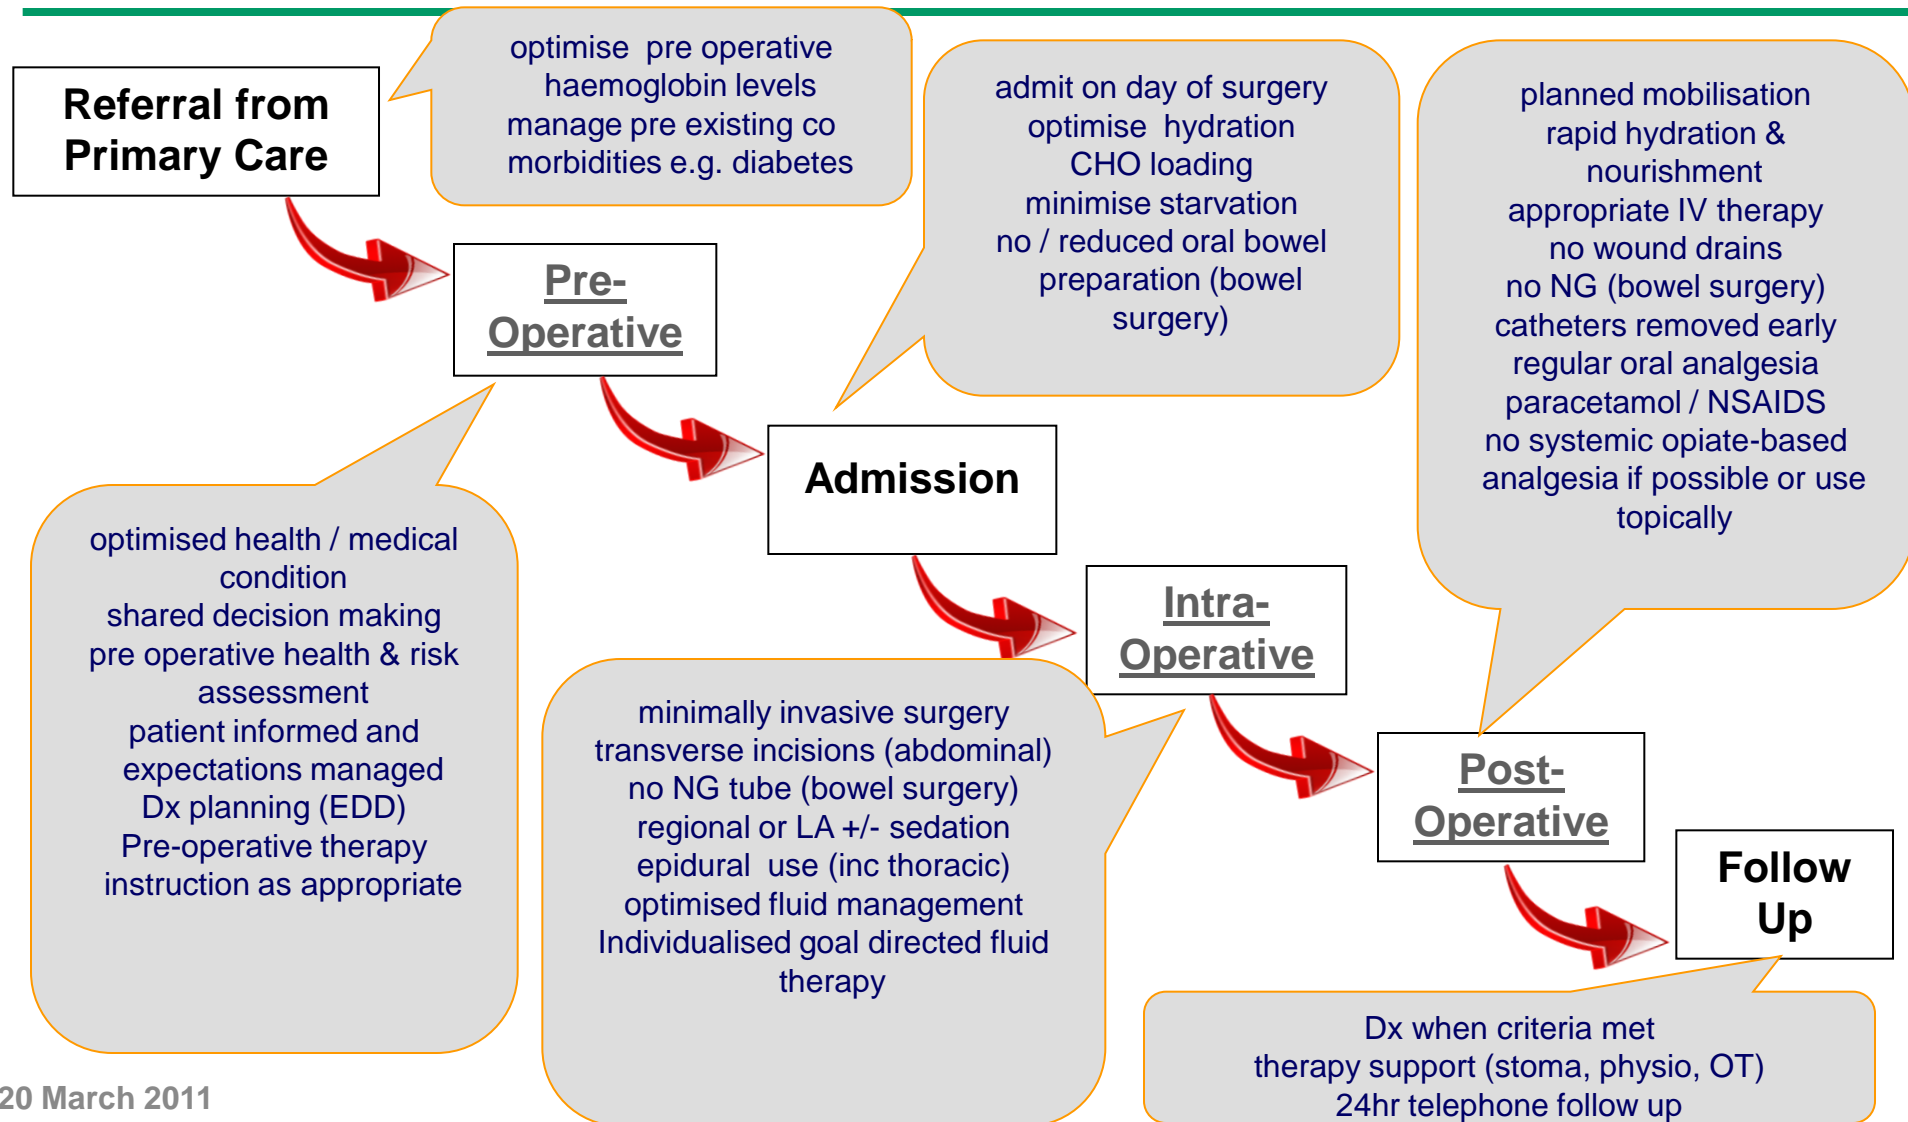 Referral from
Primary Care
optimise pre operative
haemoglobin levels
manage pre existing co
morbidities e.g. diabetes
Pre-
Operative
optimised health / medical
condition
shared decision making
pre operative health & risk
assessment
patient informed and
expectations managed
Dx planning (EDD)
Pre-operative therapy
instruction as appropriate
admit on day of surgery
optimise hydration
CHO loading
minimise starvation
no / reduced oral bowel
preparation (bowel
surgery)
Admission
Intra-
Operative
minimally invasive surgery
transverse incisions (abdominal)
no NG tube (bowel surgery)
regional or LA +/- sedation
epidural use (inc thoracic)
optimised fluid management
Individualised goal directed fluid
therapy
planned mobilisation
rapid hydration &
nourishment
appropriate IV therapy
no wound drains
no NG (bowel surgery)
catheters removed early
regular oral analgesia
paracetamol / NSAIDS
no systemic opiate-based
analgesia if possible or use
topically
Post-
Operative
Follow
Up
Dx when criteria met
therapy support (stoma, physio, OT)
24hr telephone follow up
20 March 2011